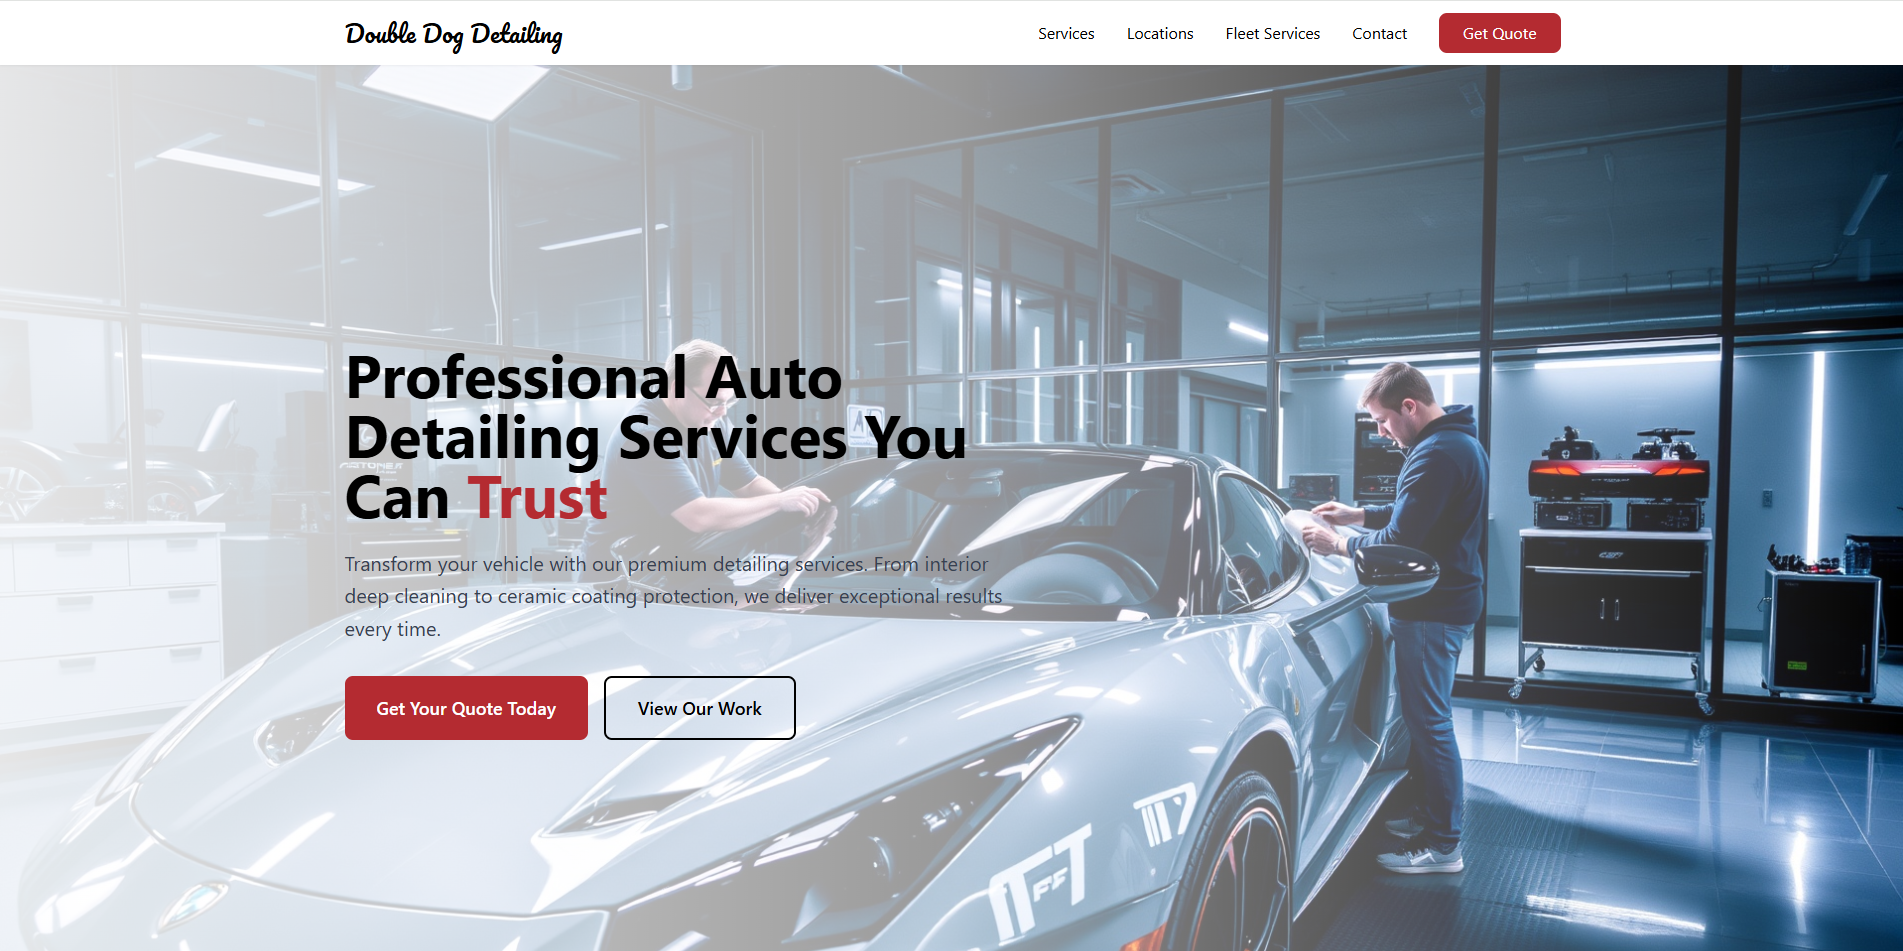 Double Dog Detailing
Services
Locations
Fleet Services
Contact
Get Quote
Professional Auto
Detailing Services You
Can Trust
Transform your vehicle with our premium detailing services. From interior
deep cleaning to ceramic coating protection, we deliver exceptional results
every time.
Get Your Quote Today
View Our Work